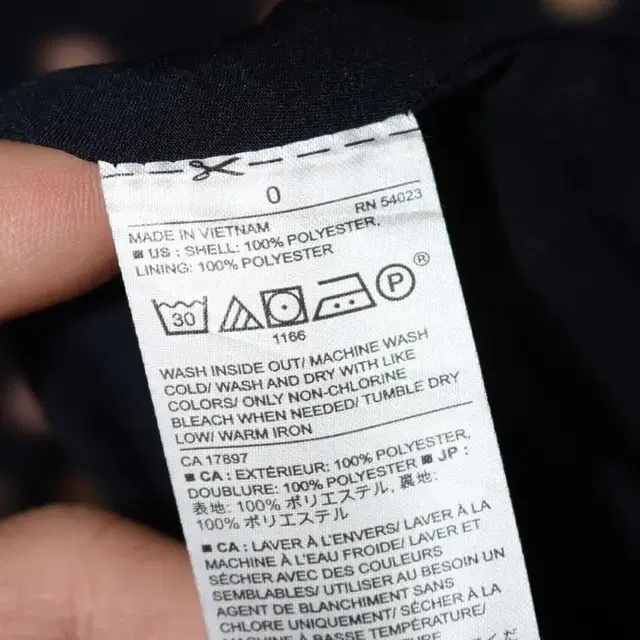 0
RN 54023
MADE IN VIETNAM
■ US : SHELL: 100% POLYESTER,
LINING: 100% POLYESTER
30
P®
1166
WASH INSIDE OUT/ MACHINE WASH
COLD/ WASH AND DRY WITH LIKE
COLORS/ ONLY NON-CHLORINE
BLEACH WHEN NEEDED/ TUMBLE DRY
LOW/ WARM IRON
CA 17897
■ CA : EXTÉRIEUR: 100% POLYESTER,
DOUBLURE: 100% POLYESTER ■ JP :
表地: 100% ポリエステル, 裏地:
100% ポリエステル
■ CA : LAVER À L'ENVERS/ LAVER À LA
MACHINE À L'EAU FROIDE/ LAVER ET
SÉCHER AVEC DES COULEURS
SEMBLABLES/ UTILISER AU BESOIN UN
AGENT DE BLANCHIMENT SANS
CHLORE UNIQUEMENT/ SÉCHER À LA
MACHINE À BASSE TEMPÉRATURE/